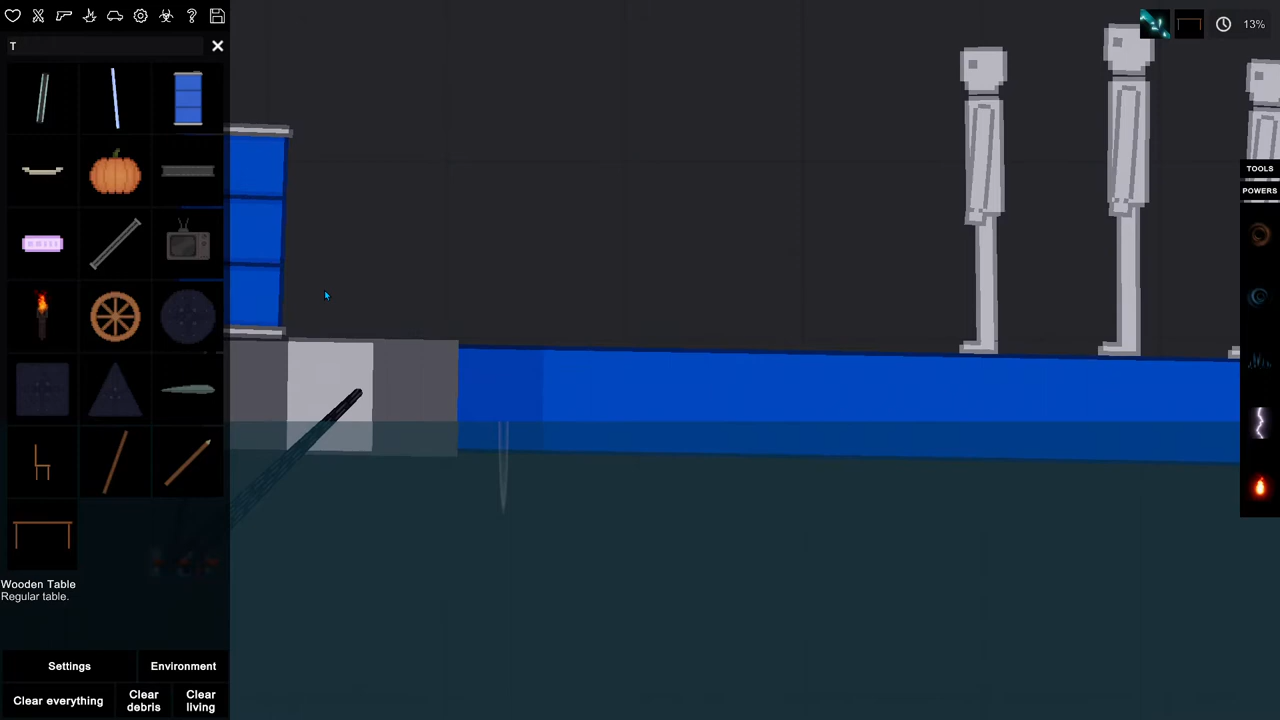 13%
T
TOOLS
POWERS
Wooden Table
Regular table.
Settings
Environment
Clear everything
Clear debris
Clear living